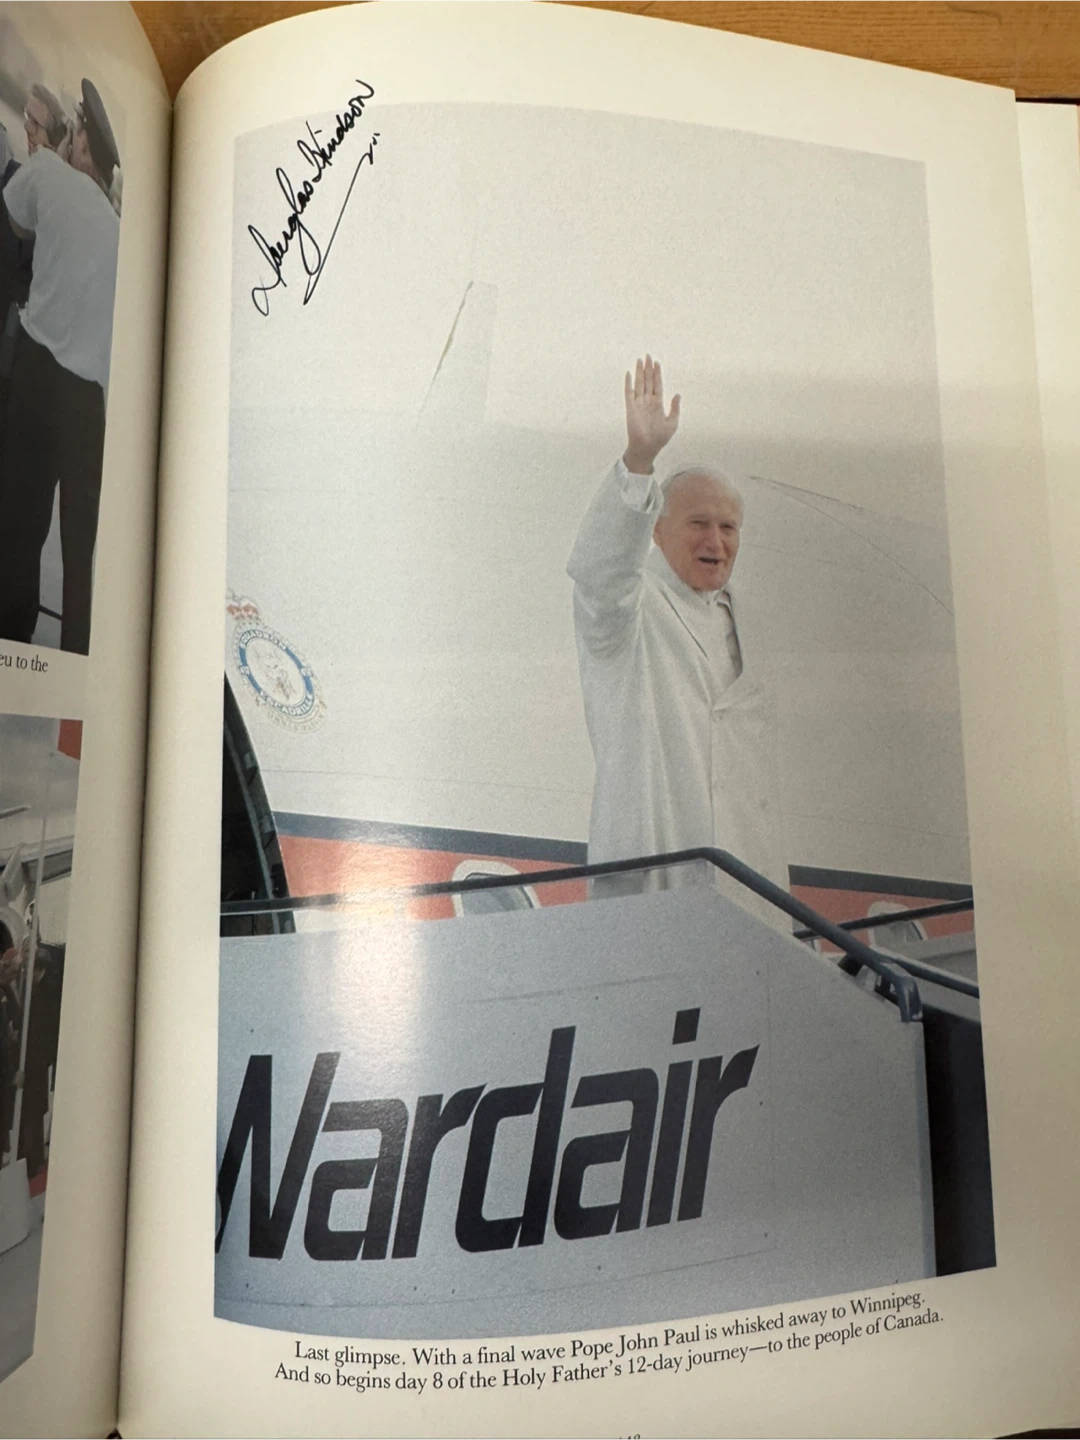 Douglas Hindson
eu to the
Wardair
Last glimpse. With a final wave Pope John Paul is whisked away to Winnipeg.
And so begins day 8 of the Holy Father's 12-day journey—to the people of Canada.